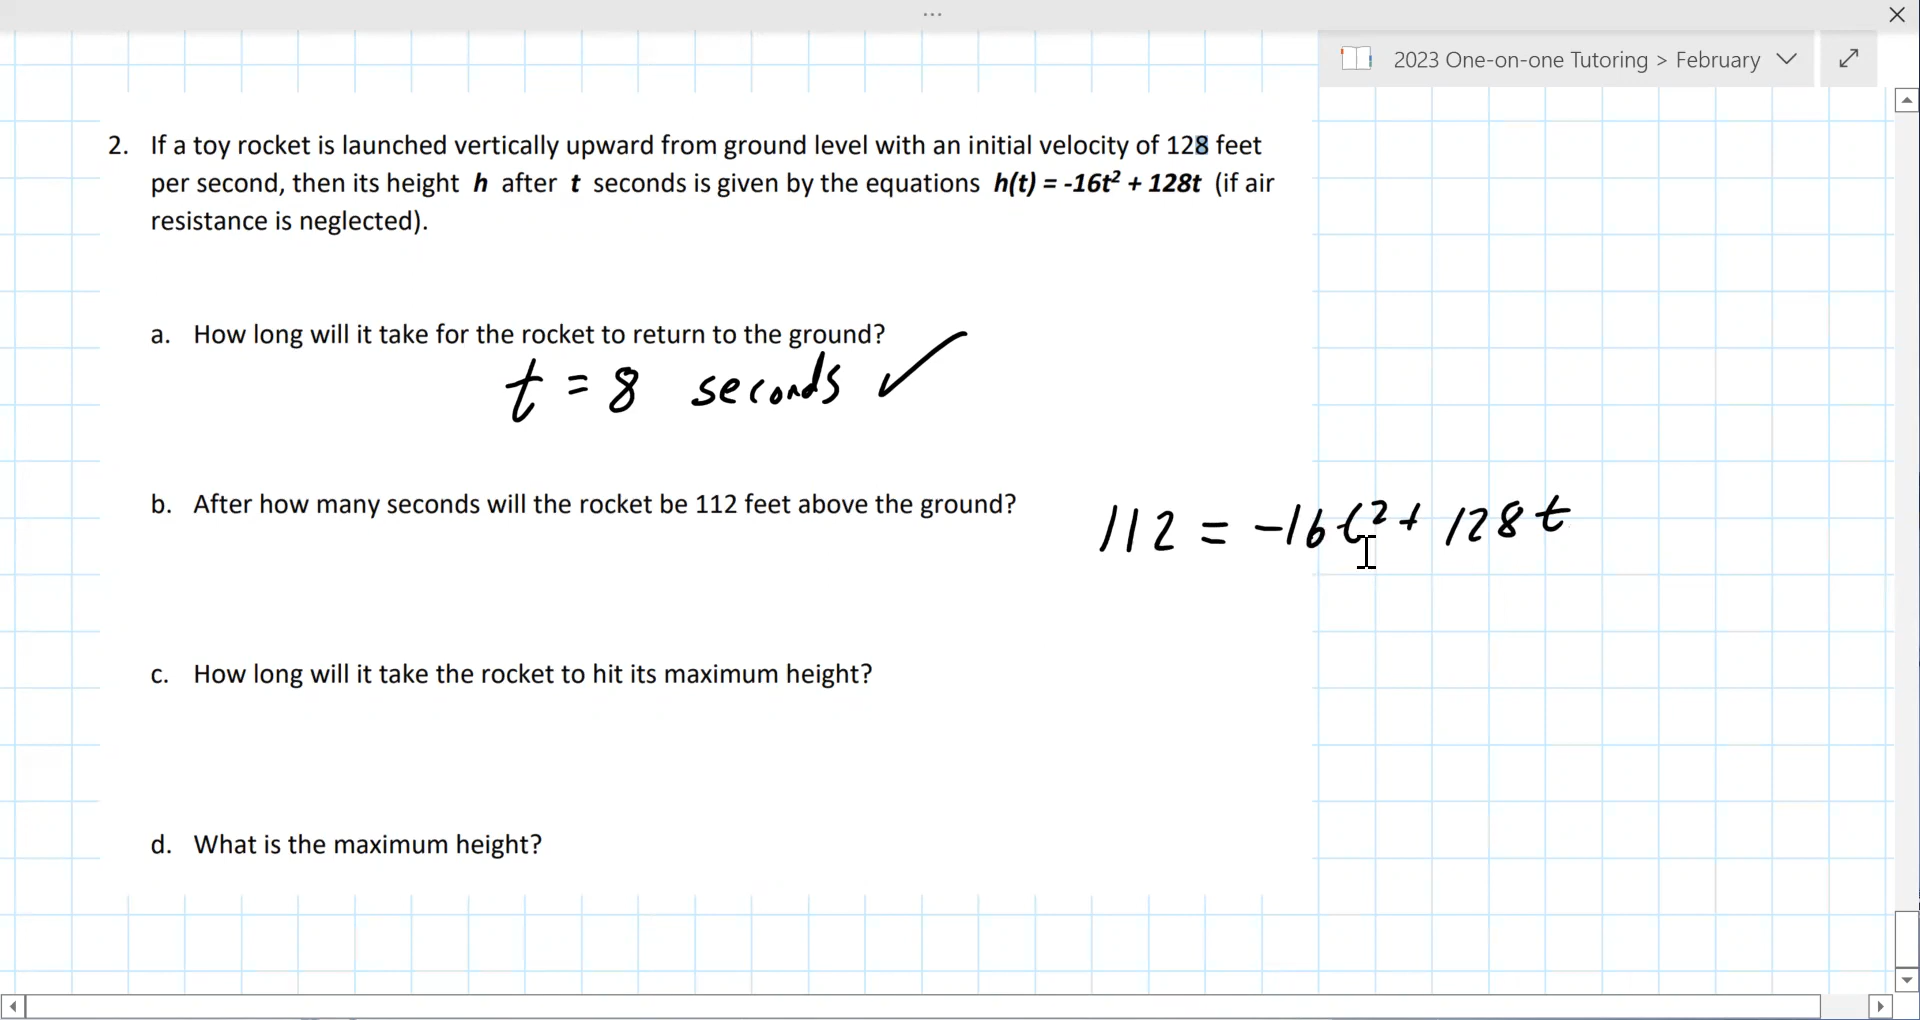 ...
2023 One-on-one Tutoring > February
2. If a toy rocket is launched vertically upward from ground level with an initial velocity of 128 feet
per second, then its height h after t seconds is given by the equations h(t) = -16t² + 128t (if air
resistance is neglected).
a. How long will it take for the rocket to return to the ground?
t = 8 seconds ✓
b. After how many seconds will the rocket be 112 feet above the ground?
112 = -16t² + 128t
c. How long will it take the rocket to hit its maximum height?
d. What is the maximum height?